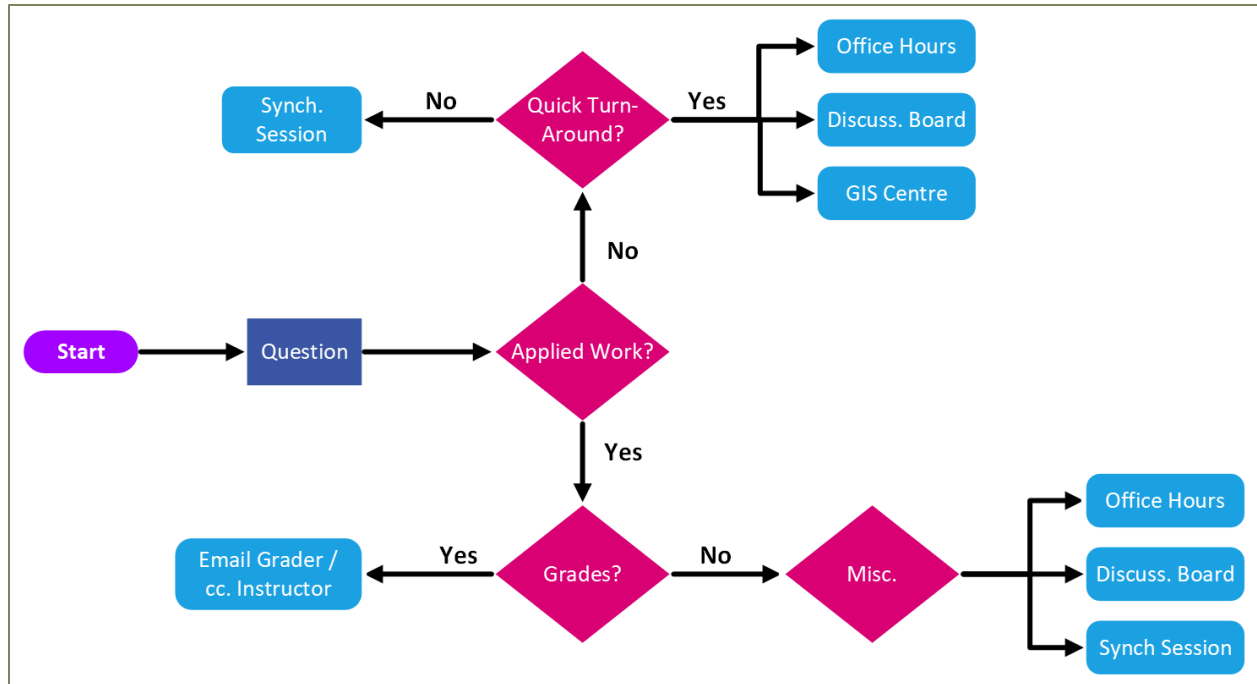 Office Hours
Synch.
Session
No
Quick Turn-
Around?
Yes
Discuss. Board
GIS Centre
No
Start
Question
Applied Work?
Yes
Office Hours
Email Grader /
cc. Instructor
Yes
Grades?
No
Misc.
Discuss. Board
Synch Session